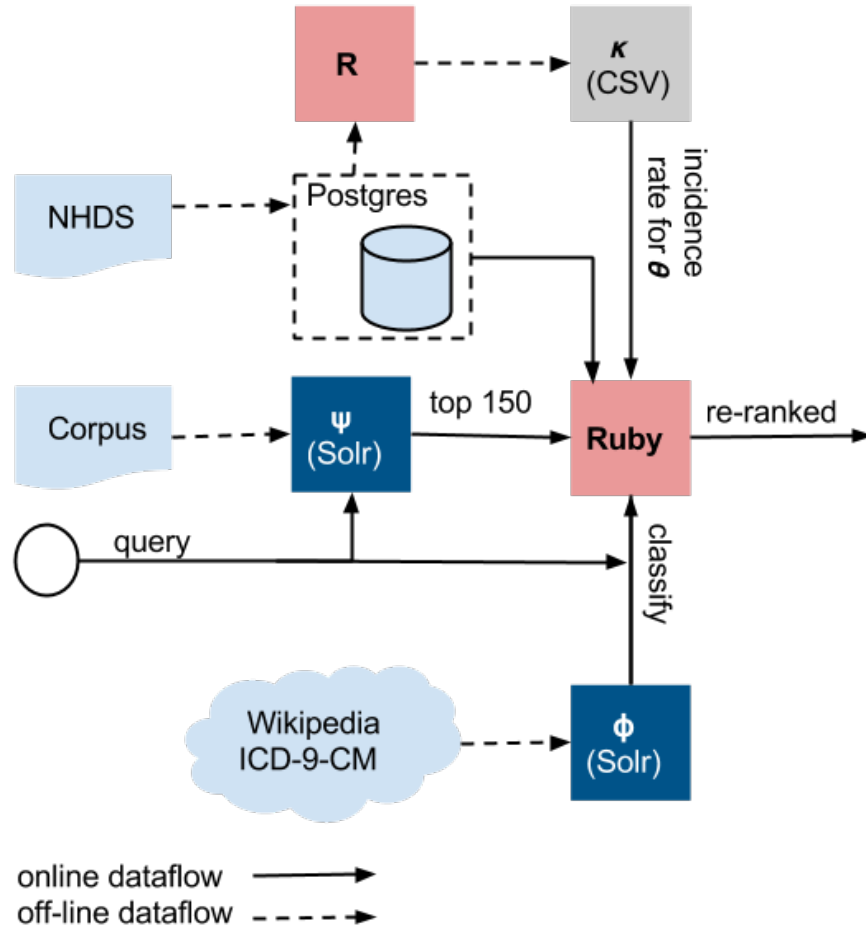 R
κ
(CSV)
incidence
rate for θ
NHDS
Postgres
Corpus
ψ
(Solr)
top 150
Ruby
re-ranked
query
classify
Wikipedia
ICD-9-CM
ϕ
(Solr)
online dataflow
off-line dataflow